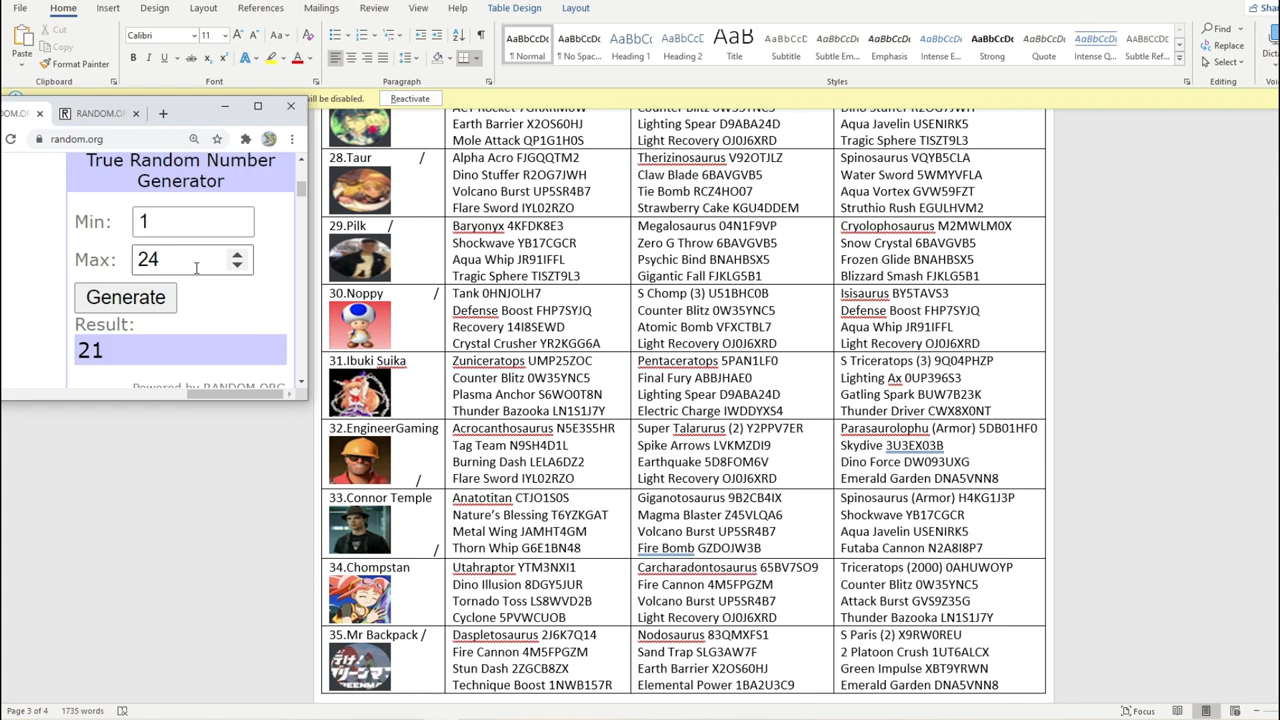 File Home Insert Design Layout References Mailings Review View Help Table Design Layout
Paste Cut Copy Format Painter Calibri 11 Aa
B I U
AaBbCcDc AaBbCcDc AaBbCc AaBbCcC AaB AaBbCcC AaBbCcDc AaBbCcDc AaBbCcDc AaBbCcDc AaBbCcDc AaBbCcDc
¶ Normal ¶ No Spac... Heading 1 Heading 2 Title Subtitle Subtle Em... Emphasis Intense E... Strong Quote Intense Q... Subtle Ref...
Find Replace Select
Clipboard Font Paragraph Styles Editing
will be disabled. Reactivate
RANDOM.O
random.org
True Random Number
Generator
Min: 1
Max: 24
Generate
Result:
21
Powered by RANDOM.ORG
Earth Barrier X2OS60HJ Lighting Spear D9ABA24D Aqua Javelin USENIRK5
Mole Attack QP1G1H0S Light Recovery OJ0J6XRD Tragic Sphere TISZT9L3
28.Taur / Alpha Acro FJGQQTM2 Therizinosaurus V92OTJLZ Spinosaurus VQYB5CLA
Dino Stuffer R2OG7JWH Claw Blade 6BAVGVB5 Water Sword 5WMYVFLA
Volcano Burst UP5SR4B7 Tie Bomb RCZ4HO07 Aqua Vortex GVW59FZT
Flare Sword IYL02RZO Strawberry Cake KGU4DDEM Struthio Rush EGULHVM2
29.Pilk / Baryonyx 4KFDK8E3 Megalosaurus 04N1F9VP Cryolophosaurus M2MWLM0X
Shockwave YB17CGCR Zero G Throw 6BAVGVB5 Snow Crystal 6BAVGVB5
Aqua Whip JR91IFFL Psychic Bind BNAHBSX5 Frozen Glide BNAHBSX5
Tragic Sphere TISZT9L3 Gigantic Fall FJKLG5B1 Blizzard Smash FJKLG5B1
30.Noppy / Tank 0HNJOLH7 S Chomp (3) U51BHC0B Isisaurus BY5TAVS3
Defense Boost FHP7SYJQ Counter Blitz 0W35YNC5 Defense Boost FHP7SYJQ
Recovery 14I8SEWD Atomic Bomb VFXCTBL7 Aqua Whip JR91IFFL
Crystal Crusher YR2KGG6A Light Recovery OJ0J6XRD Light Recovery OJ0J6XRD
31.Ibuki Suika Zuniceratops UMP25ZOC Pentaceratops 5PAN1LF0 S Triceratops (3) 9Q04PHZP
Counter Blitz 0W35YNC5 Final Fury ABBJHAE0 Lighting Ax 0UP396S3
Plasma Anchor S6WO0T8N Lighting Spear D9ABA24D Gatling Spark BUW7B23K
Thunder Bazooka LN1S1J7Y Electric Charge IWDDYXS4 Thunder Driver CWX8X0NT
32.EngineerGaming / Acrocanthosaurus N5E3S5HR Super Talarurus (2) Y2PPV7ER Parasaurolophu (Armor) 5DB01HF0
Tag Team N9SH4D1L Spike Arrows LVKMZDI9 Skydive 3U3EX03B
Burning Dash LELA6DZ2 Earthquake 5D8FOM6V Dino Force DW093UXG
Flare Sword IYL02RZO Light Recovery OJ0J6XRD Emerald Garden DNA5VNN8
33.Connor Temple / Anatotitan CTJO1S0S Giganotosaurus 9B2CB4IX Spinosaurus (Armor) H4KG1J3P
Nature's Blessing T6YZKGAT Magma Blaster Z45VLQA6 Shockwave YB17CGCR
Metal Wing JAMHT4GM Volcano Burst UP5SR4B7 Aqua Javelin USENIRK5
Thorn Whip G6E1BN48 Fire Bomb GZDOJW3B Futaba Cannon N2A8I8P7
34.Chompstan Utahraptor YTM3NXI1 Carcharadontosaurus 65BV7SO9 Triceratops (2000) 0AHUWOYP
Dino Illusion 8DGY5JUR Fire Cannon 4M5FPGZM Counter Blitz 0W35YNC5
Tornado Toss LS8WVD2B Volcano Burst UP5SR4B7 Attack Burst GVS9Z35G
Cyclone 5PVWCUOB Light Recovery OJ0J6XRD Thunder Bazooka LN1S1J7Y
35.Mr Backpack / Daspletosaurus 2J6K7Q14 Nodosaurus 83QMXFS1 S Paris (2) X9RW0REU
Fire Cannon 4M5FPGZM Sand Trap SLG3AW7F 2 Platoon Crush 1UT6ALCX
Stun Dash 2ZGCB8ZX Earth Barrier X2OS60HJ Green Impulse XBT9YRWN
Technique Boost 1NWB157R Elemental Power 1BA2U3C9 Emerald Garden DNA5VNN8
Page 3 of 4 1735 words Focus